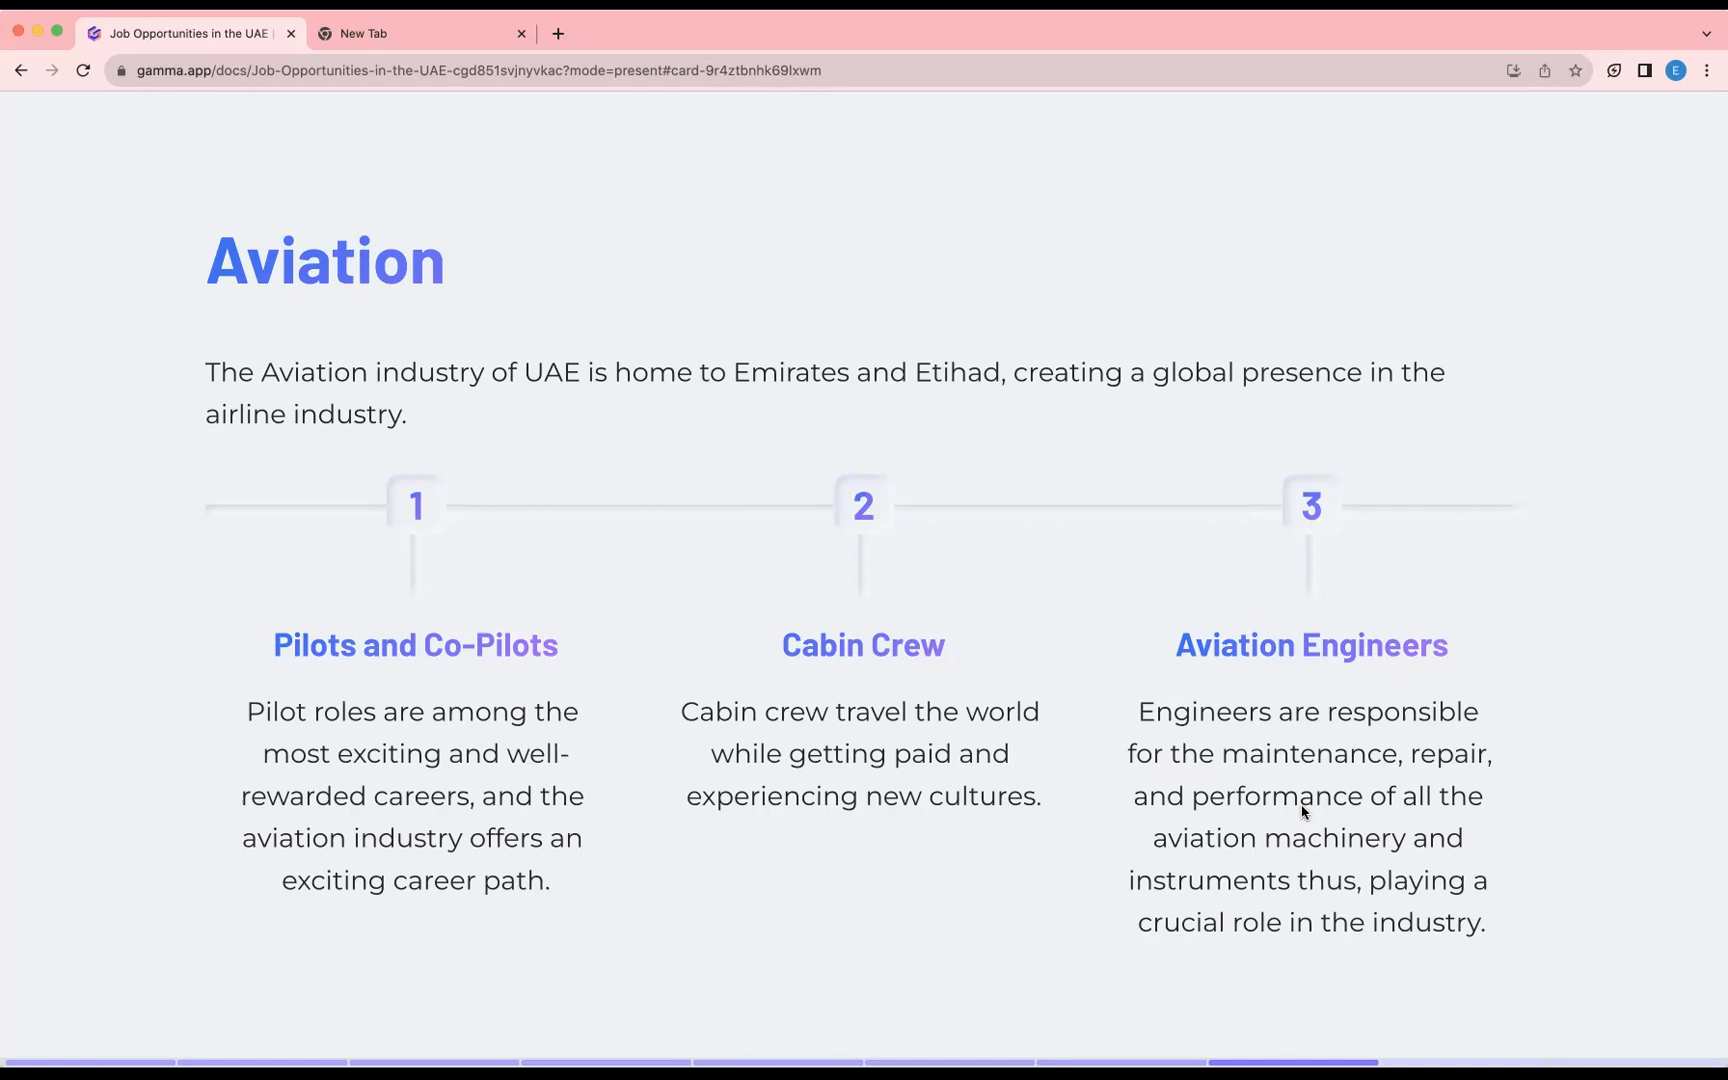 Job Opportunities in the UAE
New Tab
gamma.app/docs/Job-Opportunities-in-the-UAE-cgd851svjnyvkac?mode=present#card-9r4ztbnhk69lxwm
E
Aviation
The Aviation industry of UAE is home to Emirates and Etihad, creating a global presence in the
airline industry.
1
2
3
Pilots and Co-Pilots
Pilot roles are among the
most exciting and well-
rewarded careers, and the
aviation industry offers an
exciting career path.
Cabin Crew
Cabin crew travel the world
while getting paid and
experiencing new cultures.
Aviation Engineers
Engineers are responsible
for the maintenance, repair,
and performance of all the
aviation machinery and
instruments thus, playing a
crucial role in the industry.